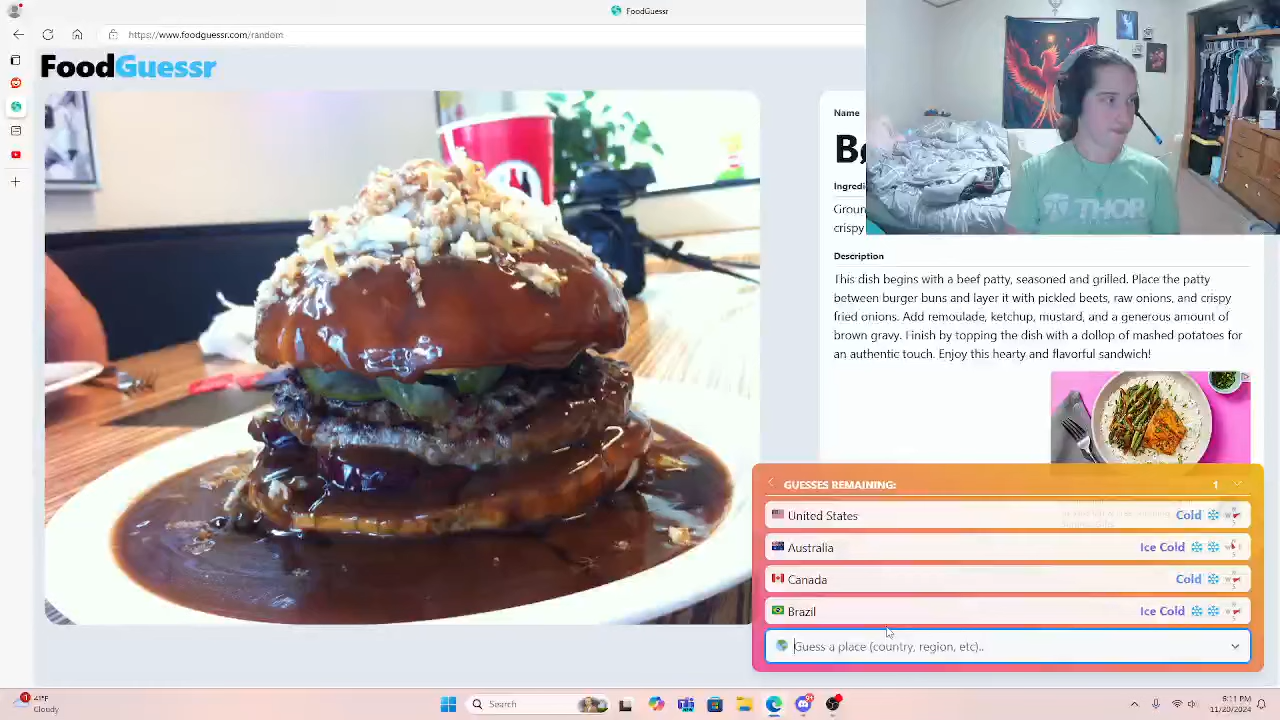 FoodGuessr
https://www.foodguessr.com/random
FoodGuessr
Name
Ingredi
Groun
crispy
THOR
Description
This dish begins with a beef patty, seasoned and grilled. Place the patty
between burger buns and layer it with pickled beets, raw onions, and crispy
fried onions. Add remoulade, ketchup, mustard, and a generous amount of
brown gravy. Finish by topping the dish with a dollop of mashed potatoes for
an authentic touch. Enjoy this hearty and flavorful sandwich!
GUESSES REMAINING: 1
United States Cold
Australia Ice Cold
Canada Cold
Brazil Ice Cold
Guess a place (country, region, etc)..
41°F
Cloudy
Search
6:11 PM
11/20/2024